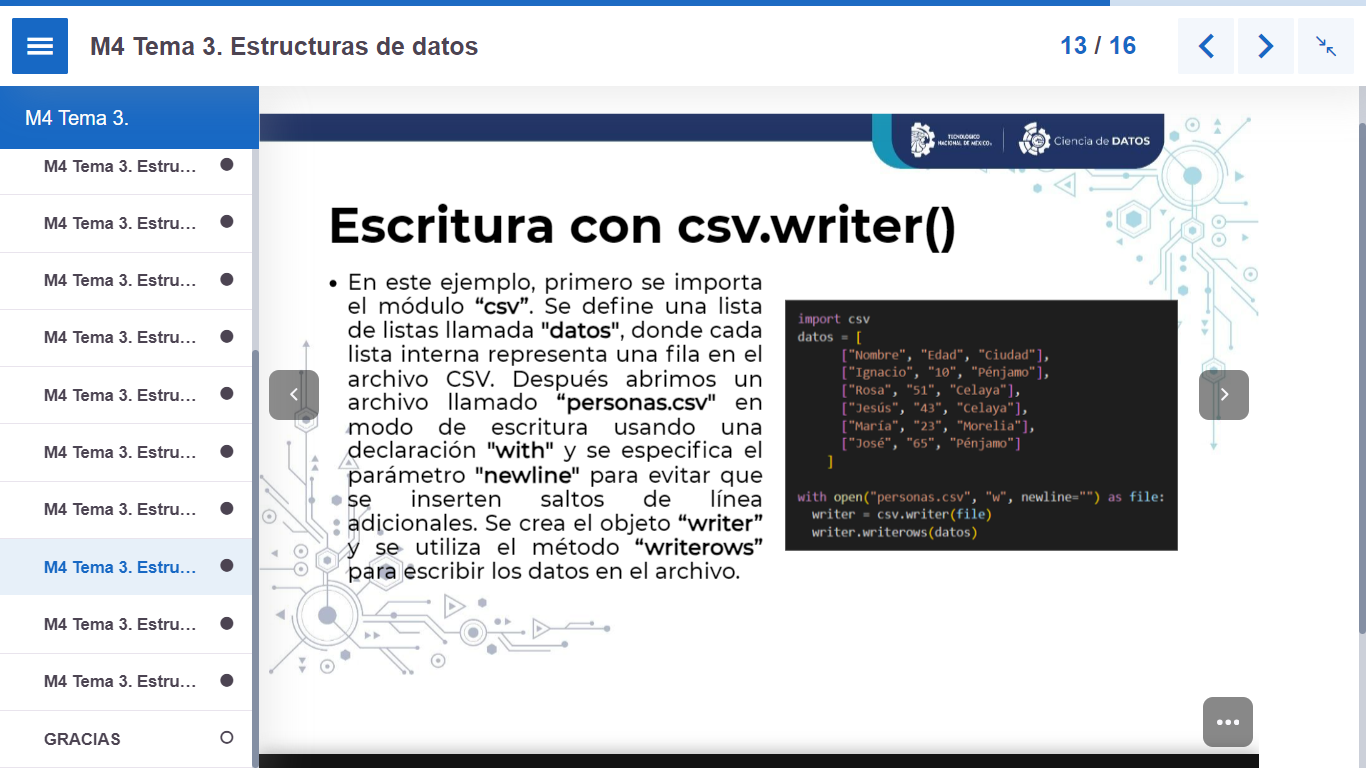 M4 Tema 3. Estructuras de datos
13 / 16
M4 Tema 3.
M4 Tema 3. Estru...
M4 Tema 3. Estru...
M4 Tema 3. Estru...
M4 Tema 3. Estru...
M4 Tema 3. Estru...
M4 Tema 3. Estru...
M4 Tema 3. Estru...
M4 Tema 3. Estru...
M4 Tema 3. Estru...
M4 Tema 3. Estru...
GRACIAS
TECNOLÓGICO
NACIONAL DE MÉXICO®
Ciencia de DATOS
Escritura con csv.writer()
• En este ejemplo, primero se importa
el módulo “csv”. Se define una lista
de listas llamada "datos", donde cada
lista interna representa una fila en el
archivo CSV. Después abrimos un
archivo llamado “personas.csv" en
modo de escritura usando una
declaración "with" y se especifica el
parámetro "newline" para evitar que
se inserten saltos de línea
adicionales. Se crea el objeto “writer”
y se utiliza el método “writerows”
para escribir los datos en el archivo.
import csv
datos = [
["Nombre", "Edad", "Ciudad"],
["Ignacio", "10", "Pénjamo"],
["Rosa", "51", "Celaya"],
["Jesús", "43", "Celaya"],
["María", "23", "Morelia"],
["José", "65", "Pénjamo"]
]
with open("personas.csv", "w", newline="") as file:
writer = csv.writer(file)
writer.writerows(datos)